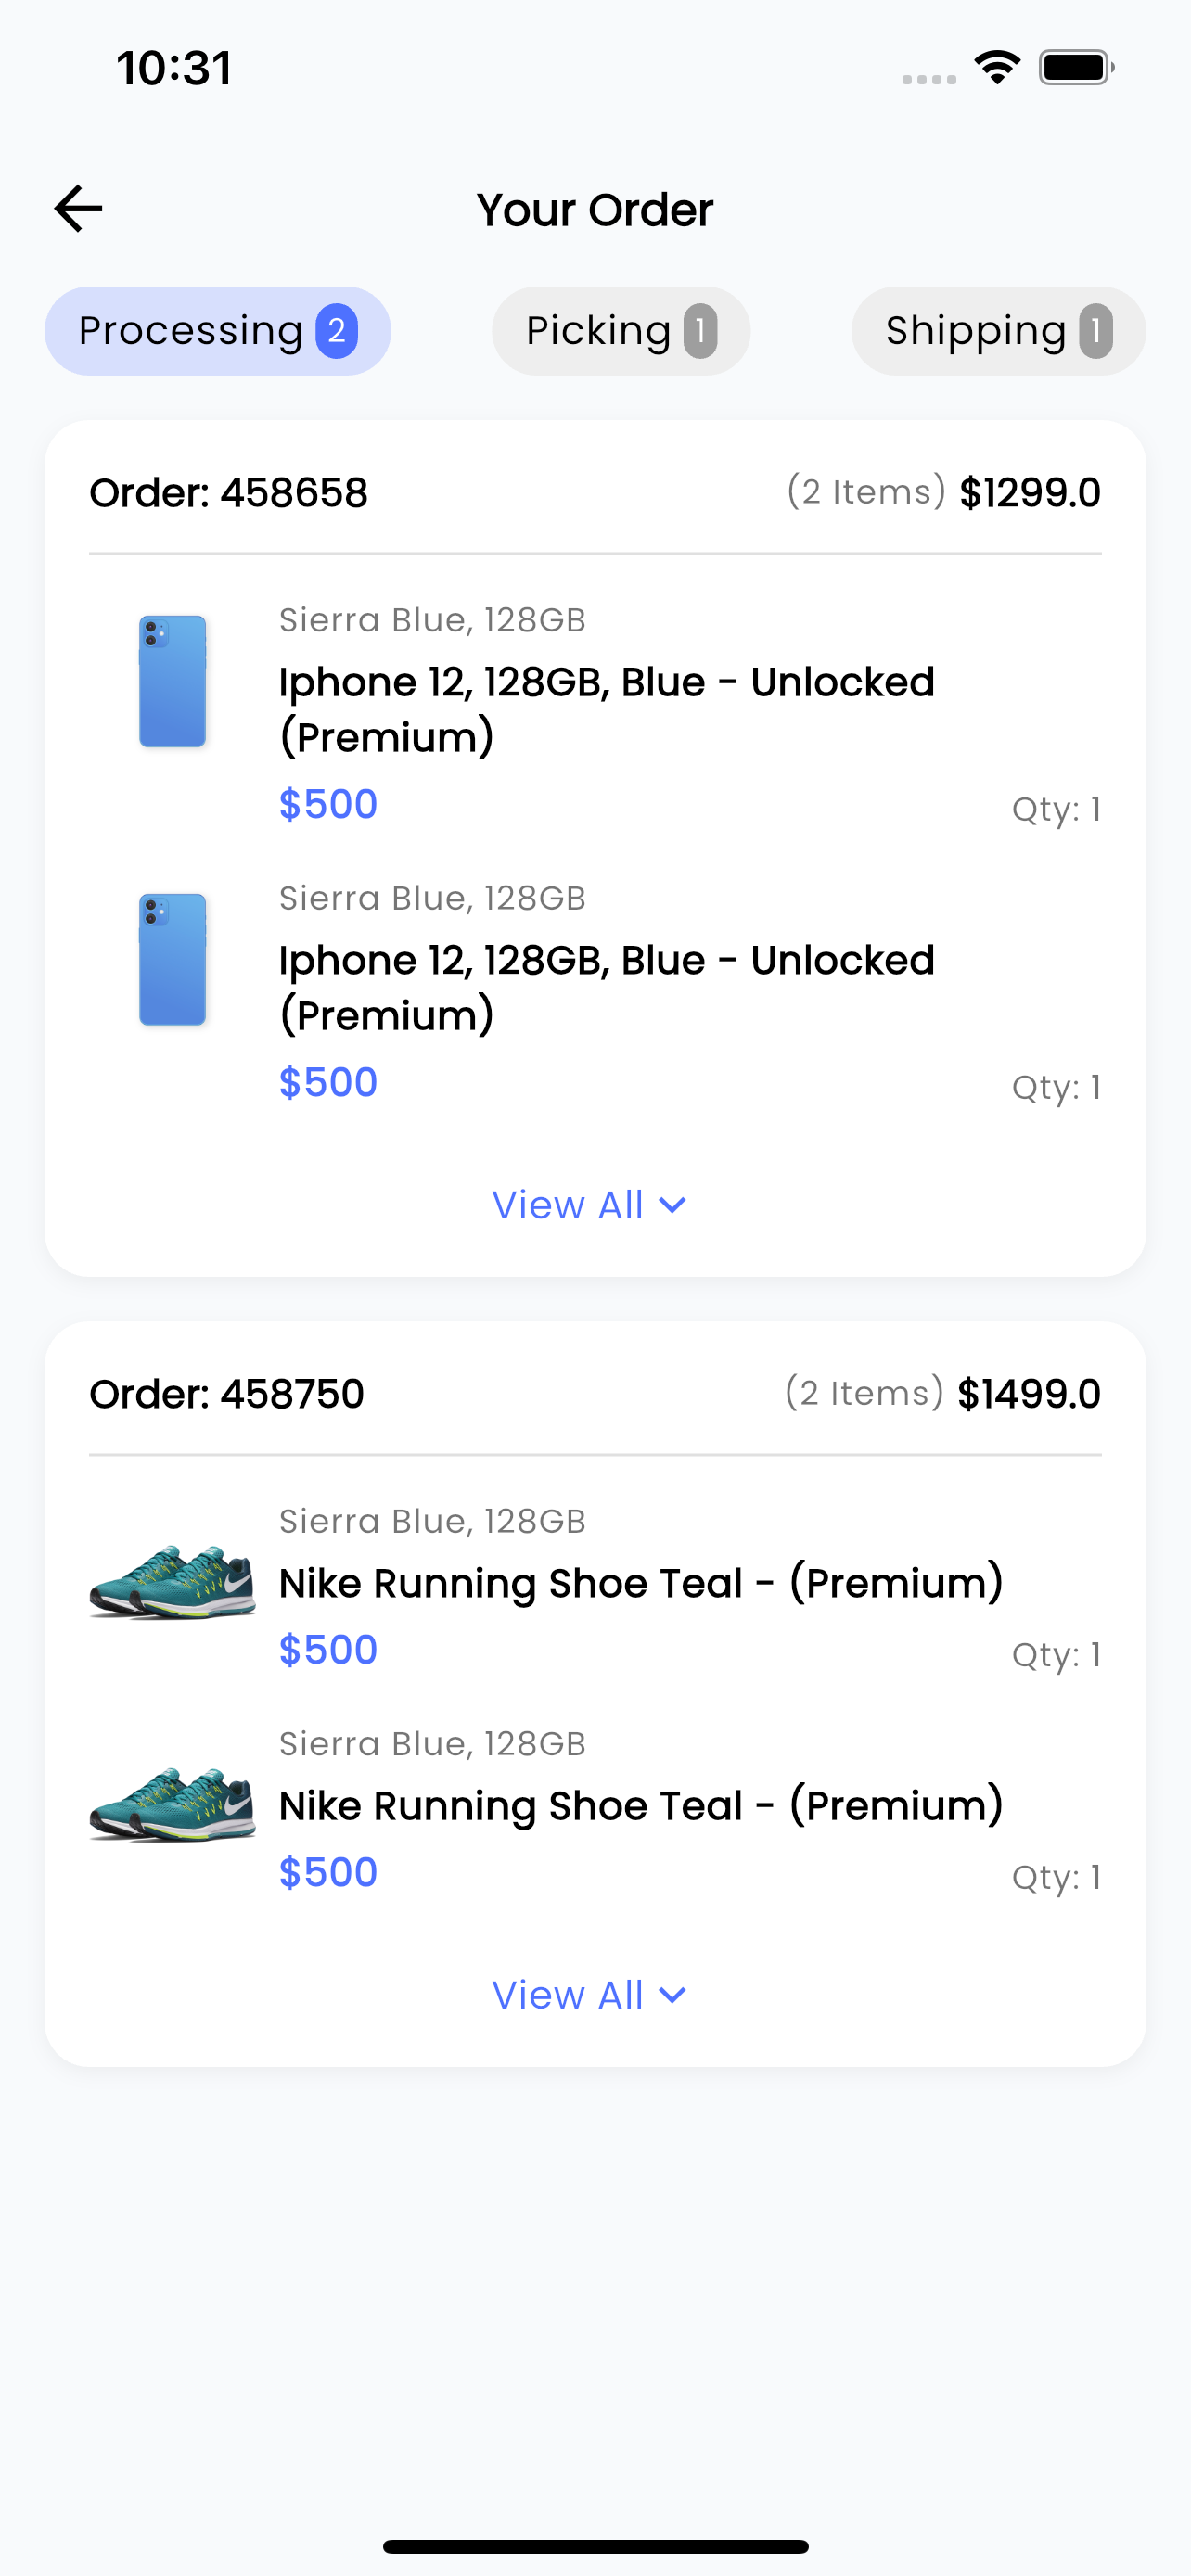 10:31
Your Order
Processing 2
Picking 1
Shipping 1
Order: 458658 (2 Items) $1299.0
Sierra Blue, 128GB
Iphone 12, 128GB, Blue - Unlocked
(Premium)
$500 Qty: 1
Sierra Blue, 128GB
Iphone 12, 128GB, Blue - Unlocked
(Premium)
$500 Qty: 1
View All
Order: 458750 (2 Items) $1499.0
Sierra Blue, 128GB
Nike Running Shoe Teal - (Premium)
$500 Qty: 1
Sierra Blue, 128GB
Nike Running Shoe Teal - (Premium)
$500 Qty: 1
View All